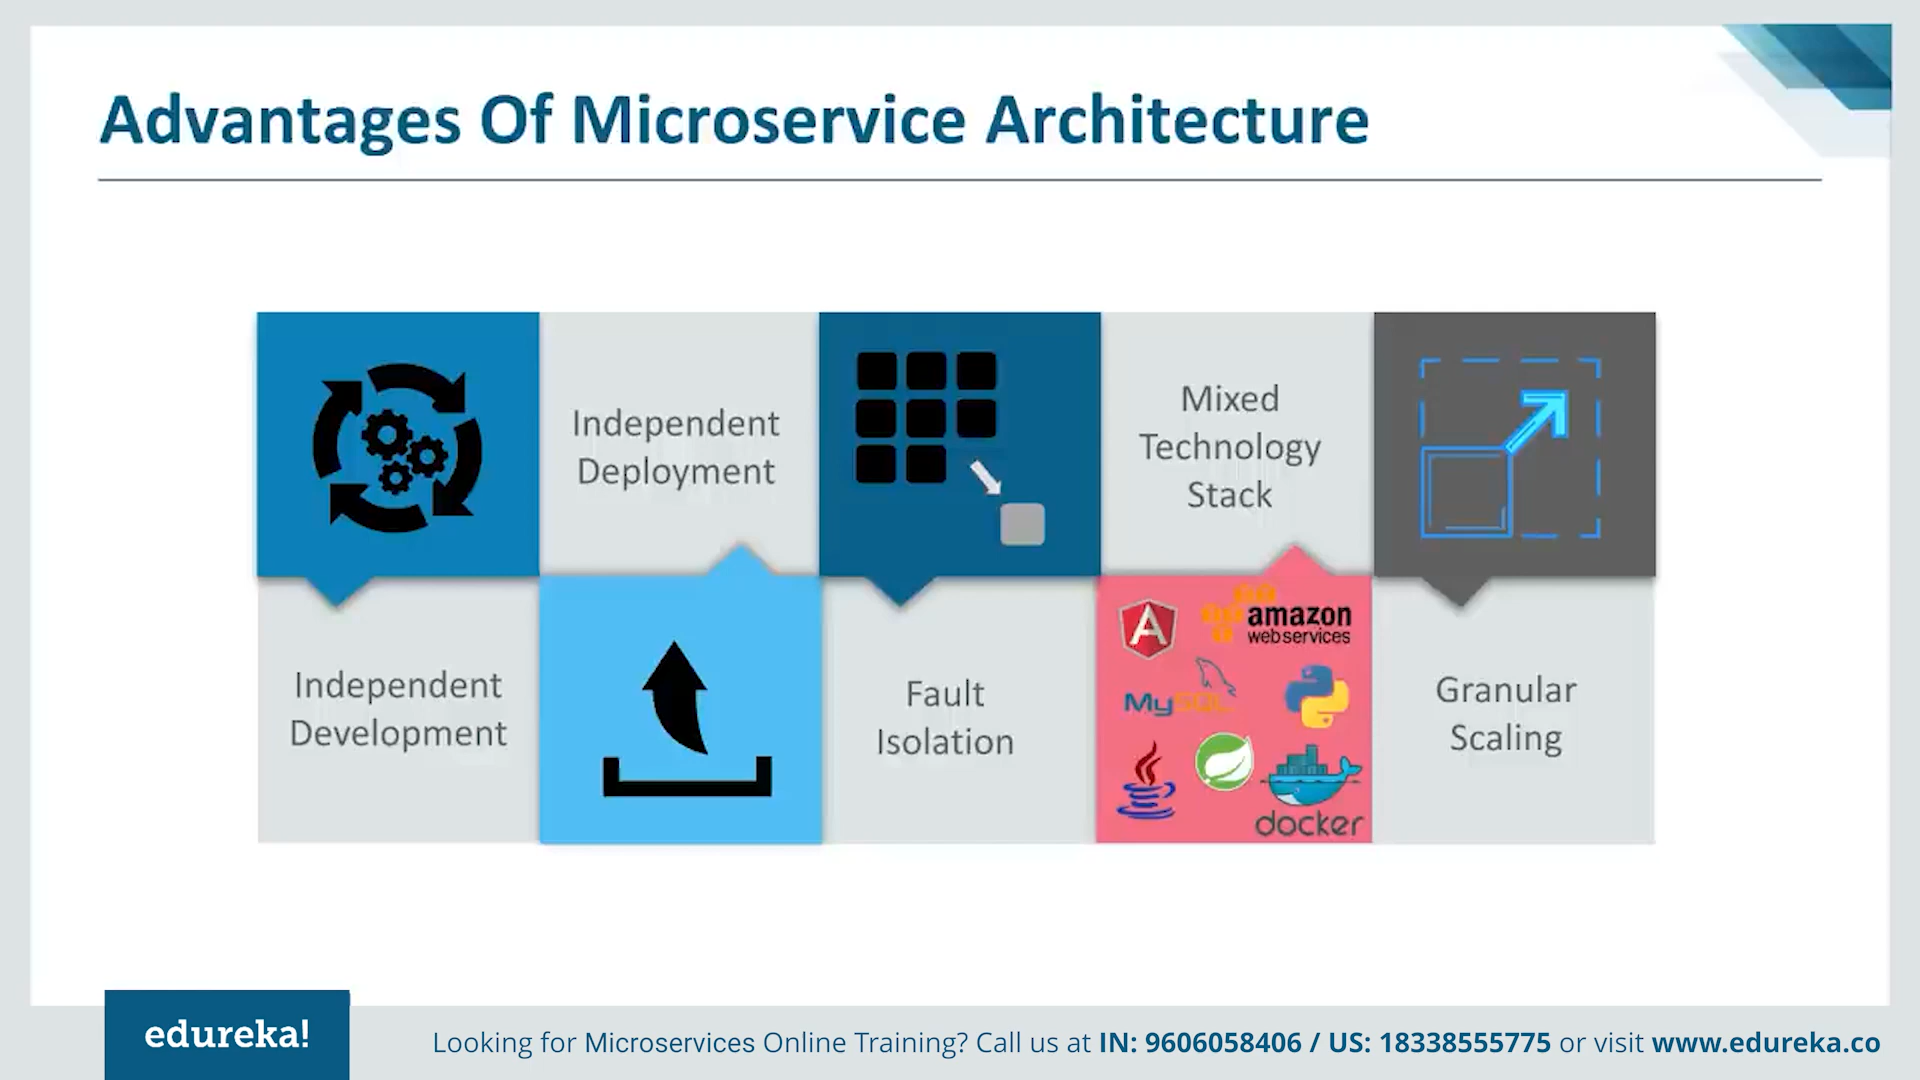 Advantages Of Microservice Architecture
Independent
Deployment
Mixed
Technology
Stack
Independent
Development
Fault
Isolation
A
amazon
webservices
MySQL
docker
Granular
Scaling
edureka!
Looking for Microservices Online Training? Call us at IN: 9606058406 / US: 18338555775 or visit www.edureka.co